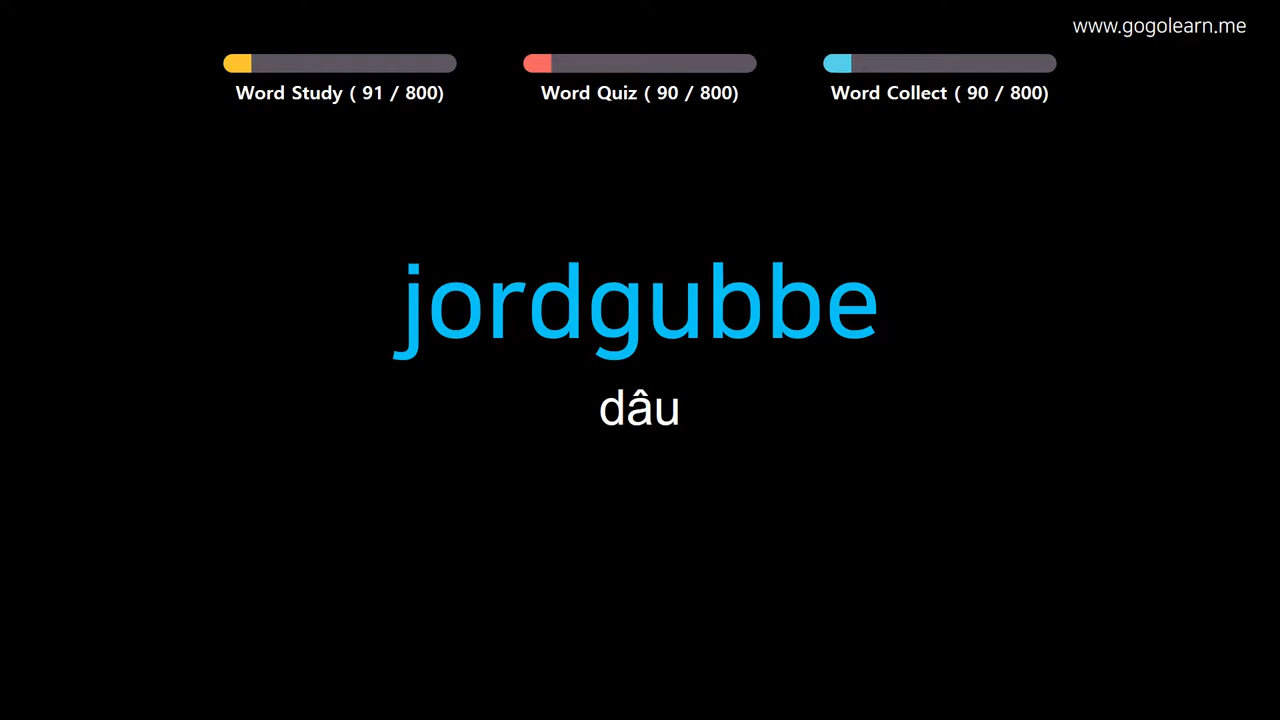 www.gogolearn.me
Word Study ( 91 / 800)
Word Quiz ( 90 / 800)
Word Collect ( 90 / 800)
jordgubbe
dâu